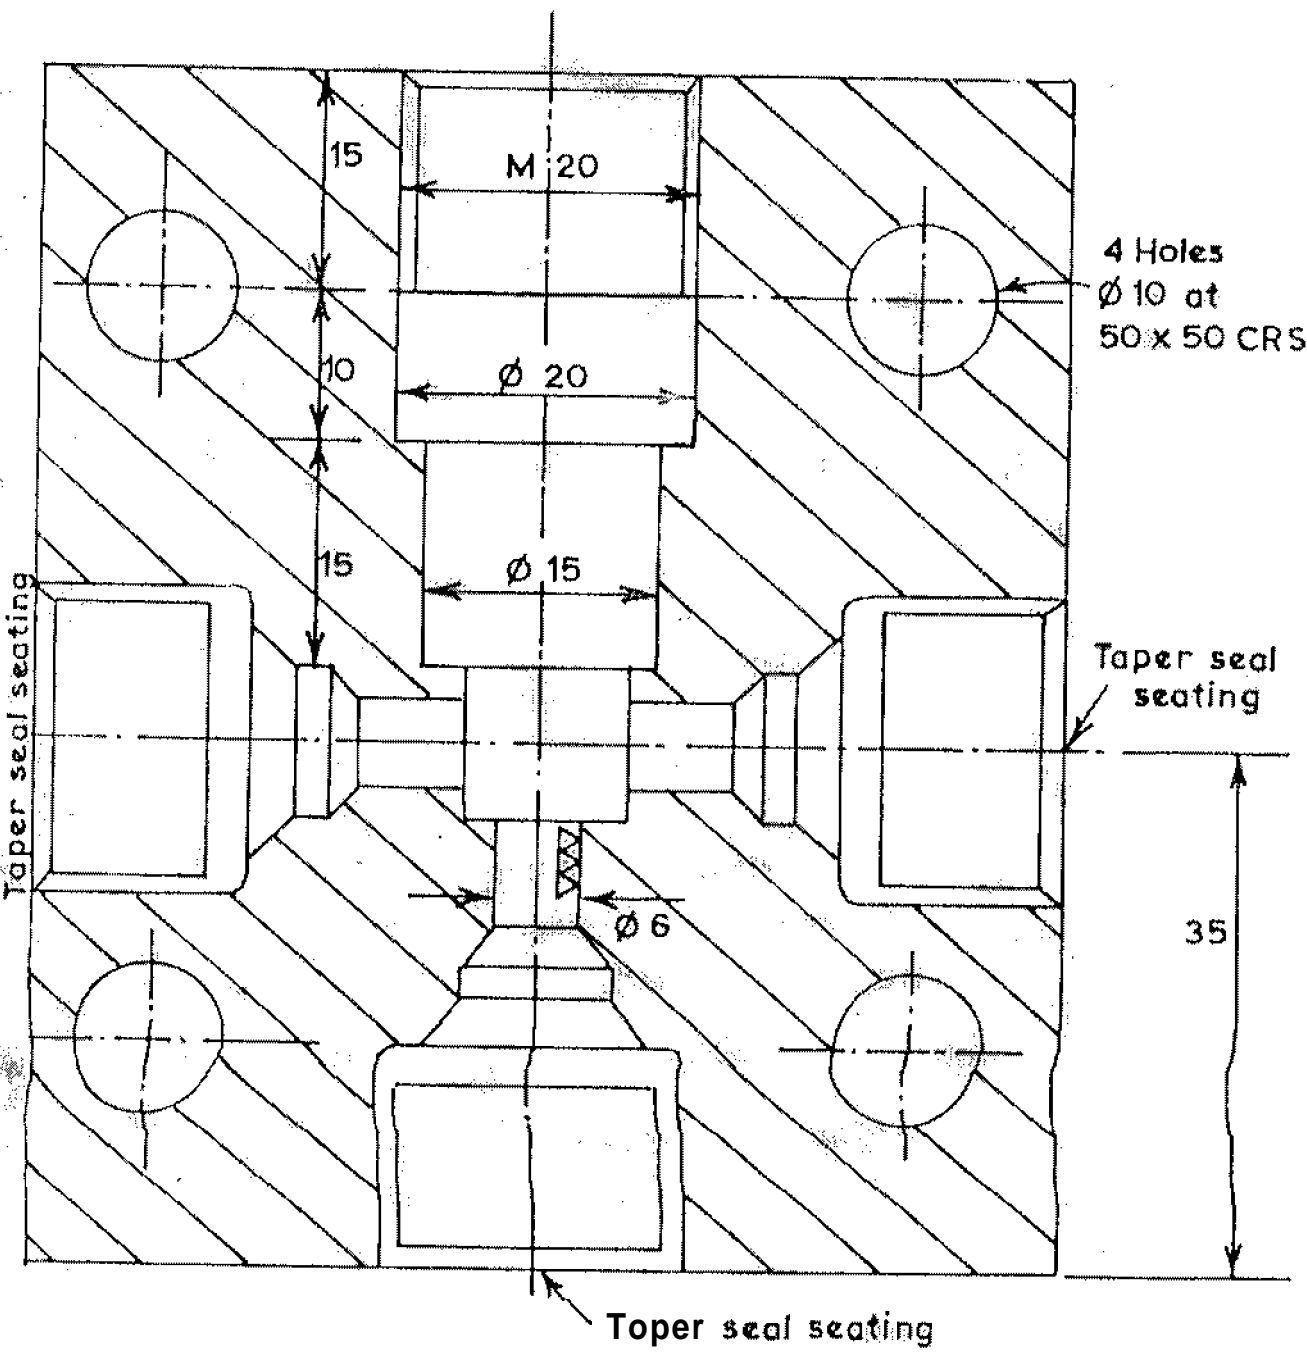 15
M 20
4 Holes
Ø 10 at
50 x 50 CRS
10
Ø 20
15
Ø 15
Taper seal seating
Taper seal
seating
Ø 6
35
Toper seal seating